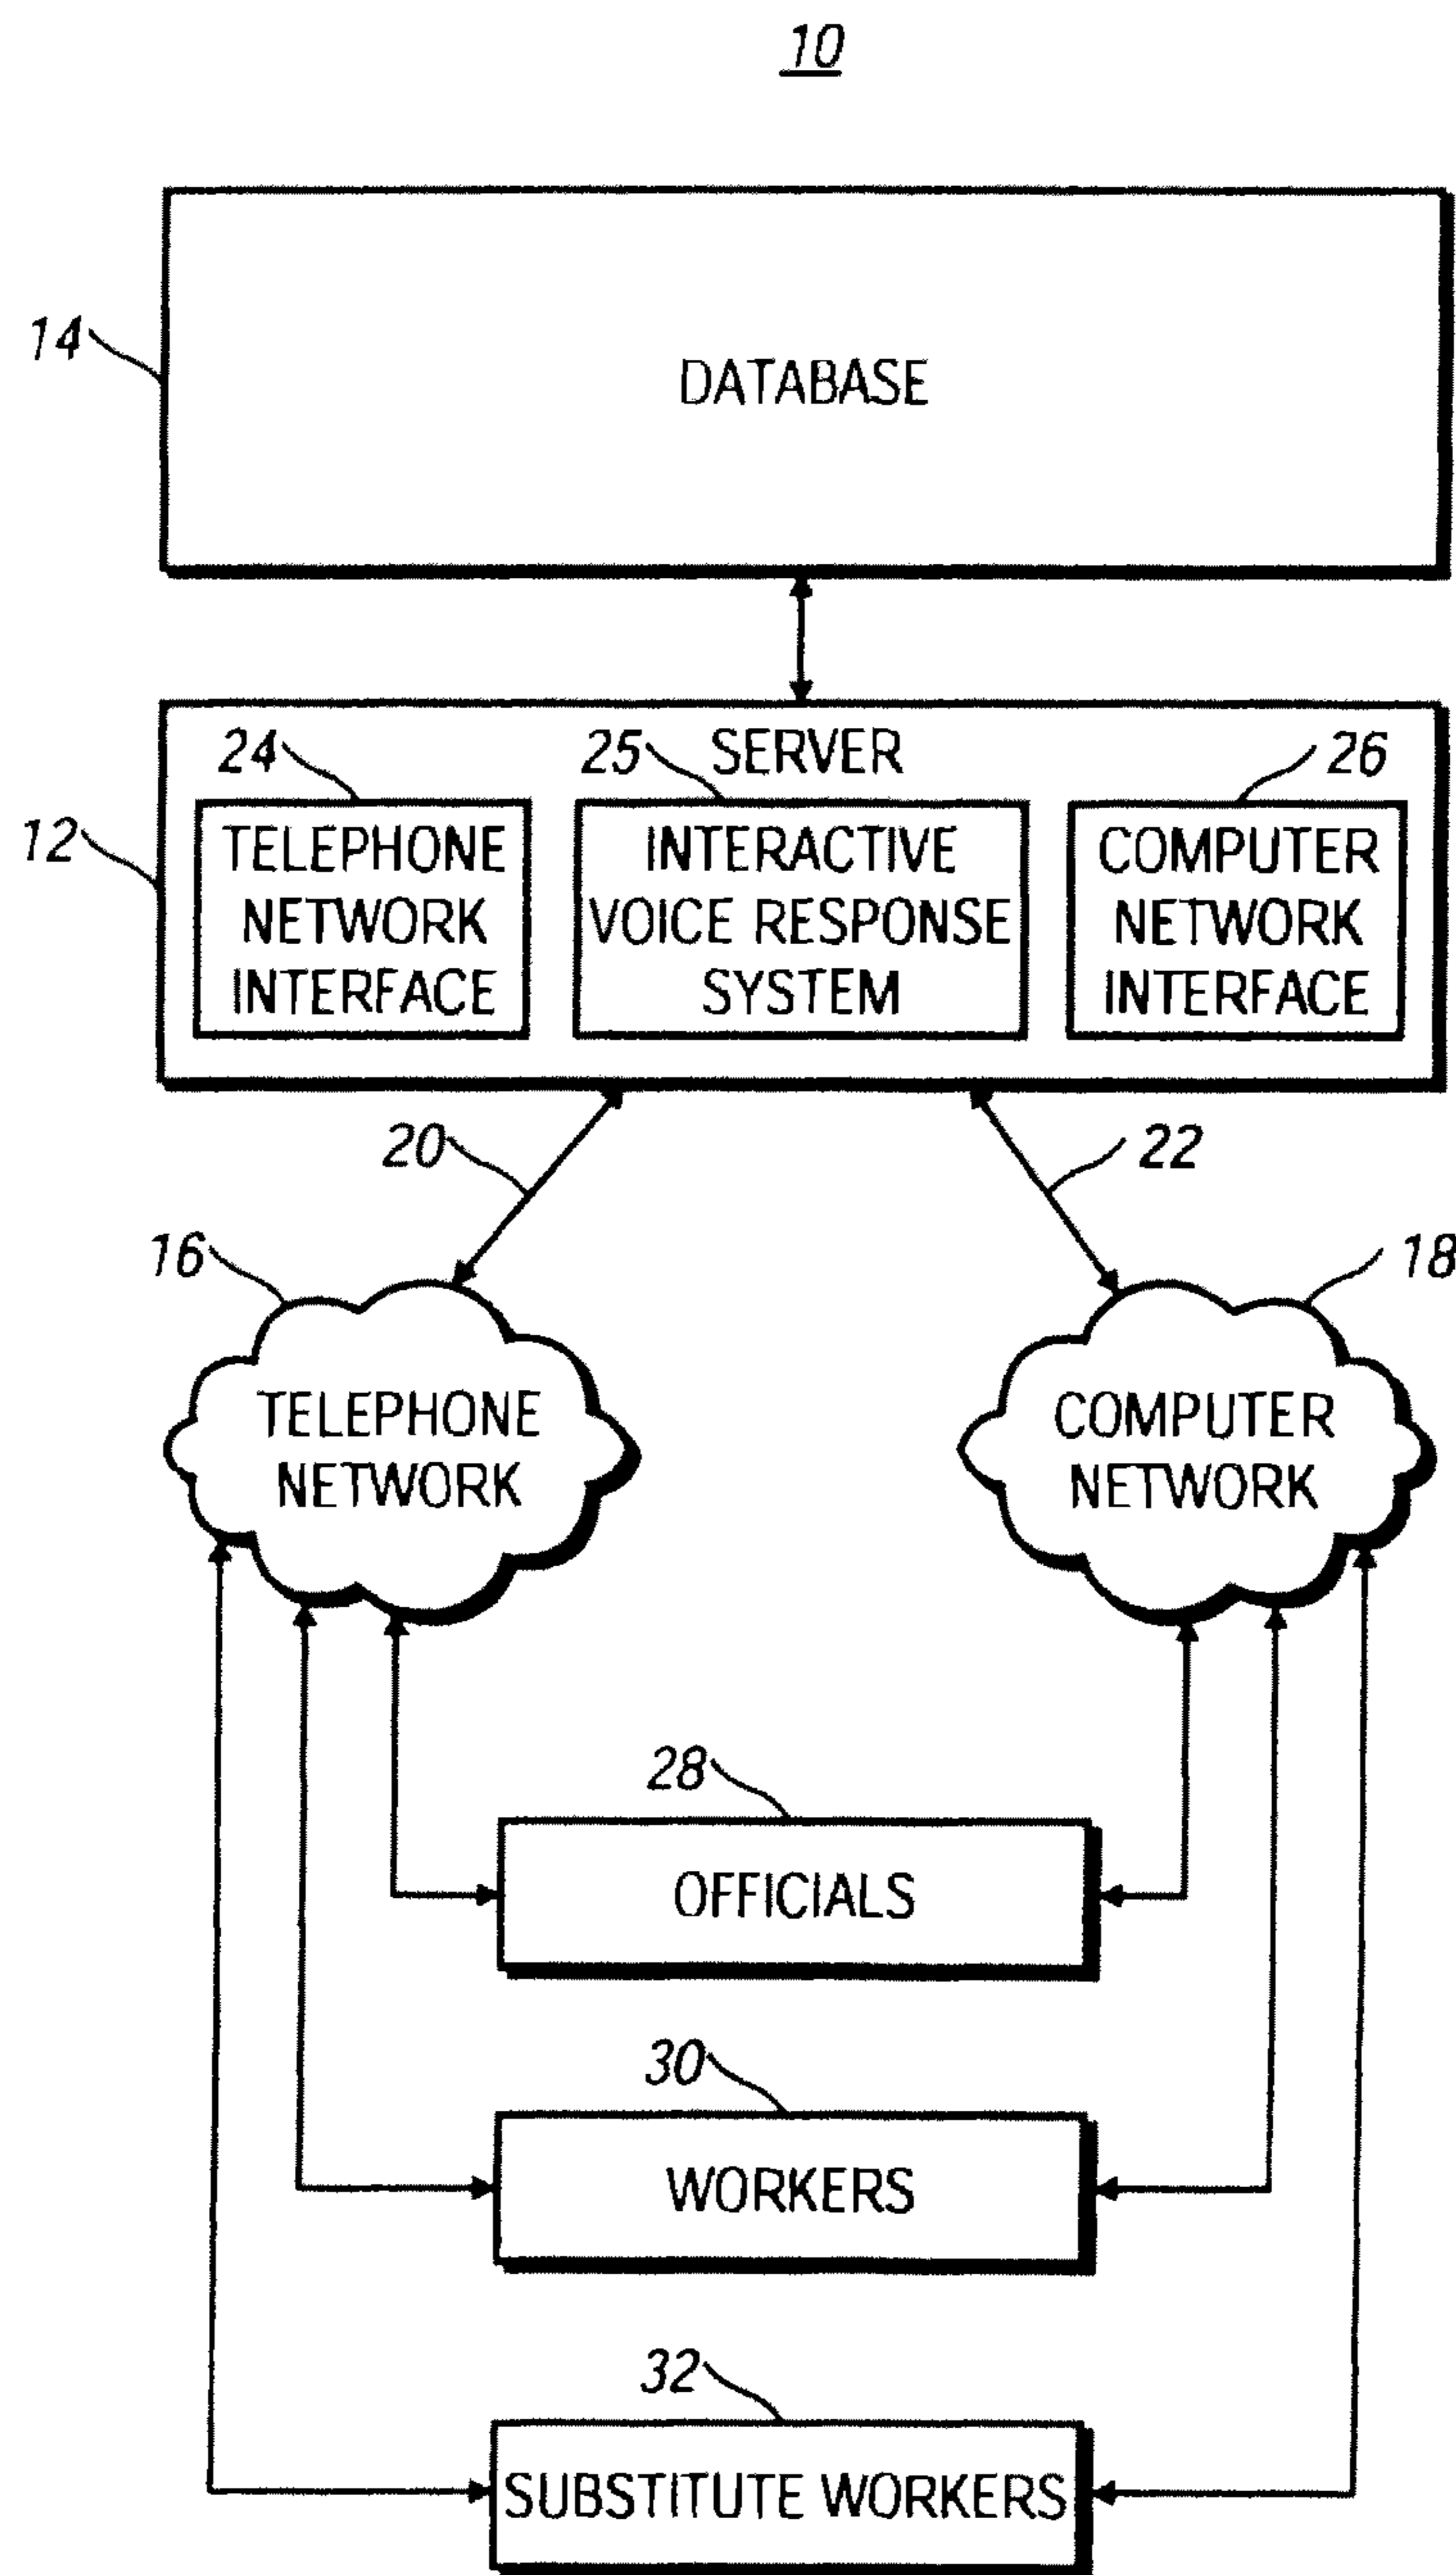 10
14
DATABASE
SERVER
24
25
26
12
TELEPHONE
NETWORK
INTERFACE
INTERACTIVE
VOICE RESPONSE
SYSTEM
COMPUTER
NETWORK
INTERFACE
20
22
16
18
TELEPHONE
NETWORK
COMPUTER
NETWORK
28
OFFICIALS
30
WORKERS
32
SUBSTITUTE WORKERS